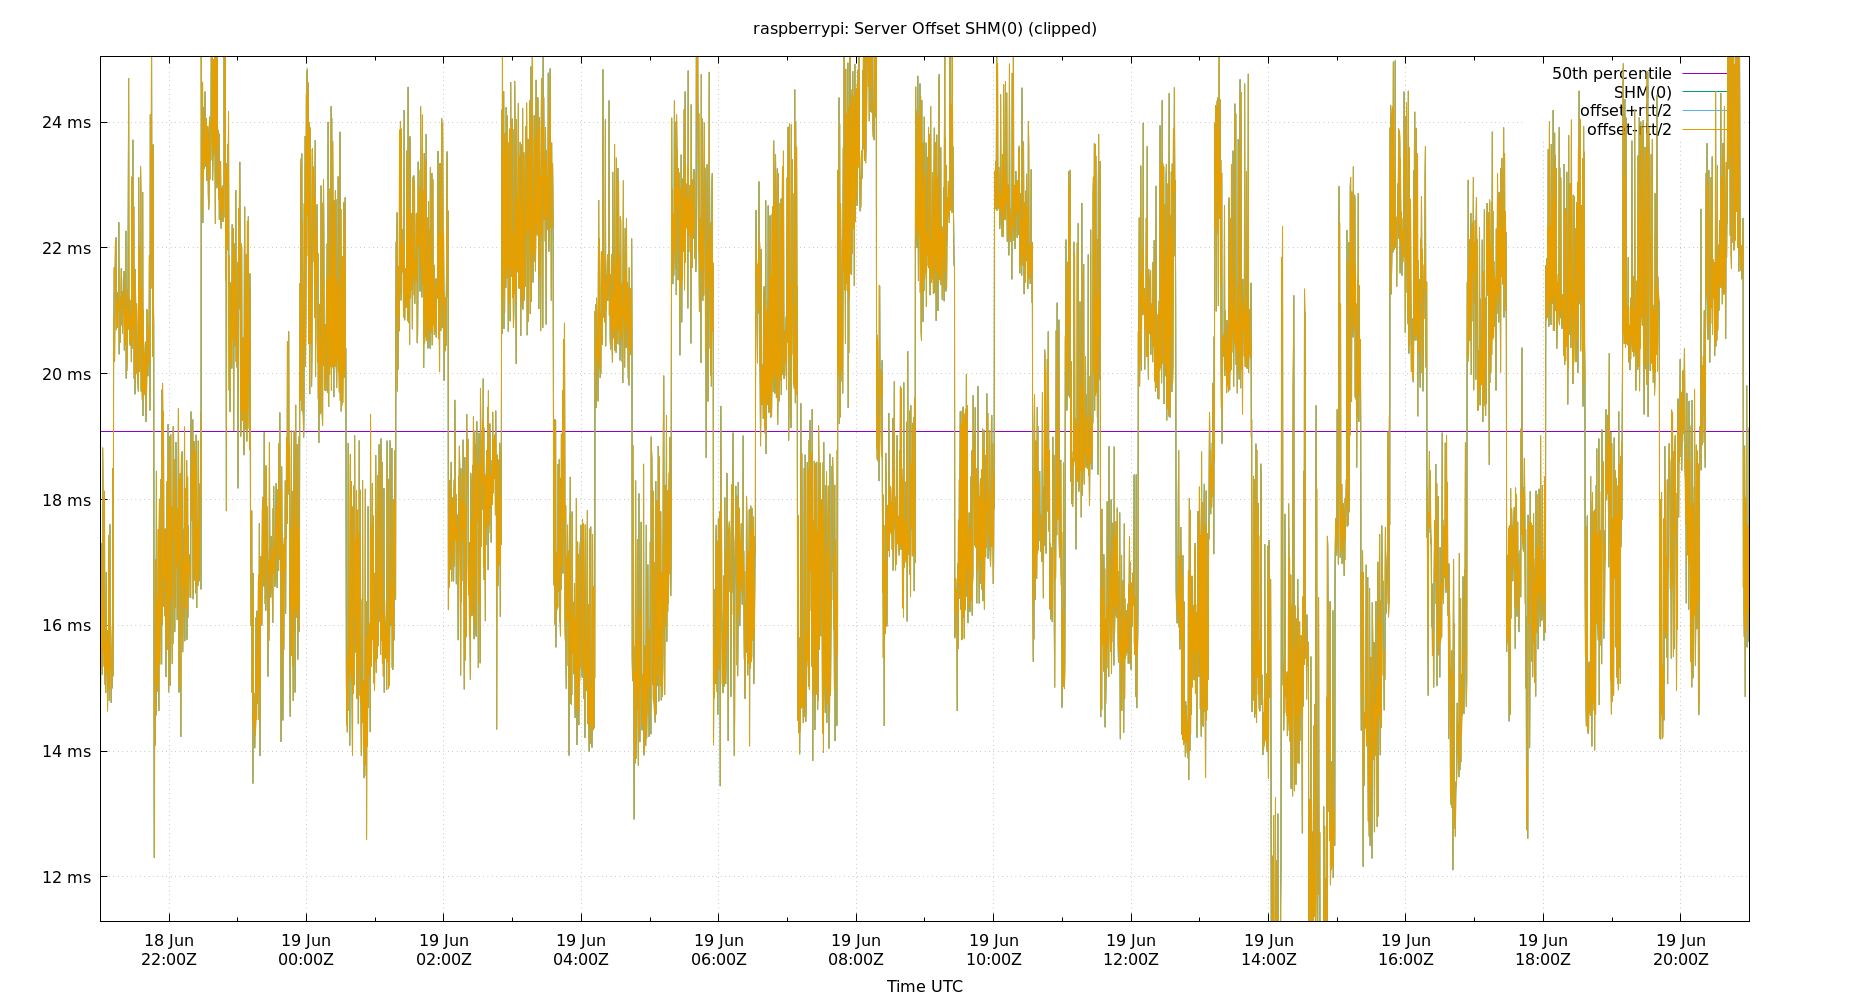 raspberrypi: Server Offset SHM(0) (clipped)
50th percentile
SHM(0)
offset+rtt/2
offset-rtt/2
24 ms
22 ms
20 ms
18 ms
16 ms
14 ms
12 ms
18 Jun 19 Jun 19 Jun 19 Jun 19 Jun 19 Jun 19 Jun 19 Jun 19 Jun 19 Jun 19 Jun 19 Jun
22:00Z 00:00Z 02:00Z 04:00Z 06:00Z 08:00Z 10:00Z 12:00Z 14:00Z 16:00Z 18:00Z 20:00Z
Time UTC